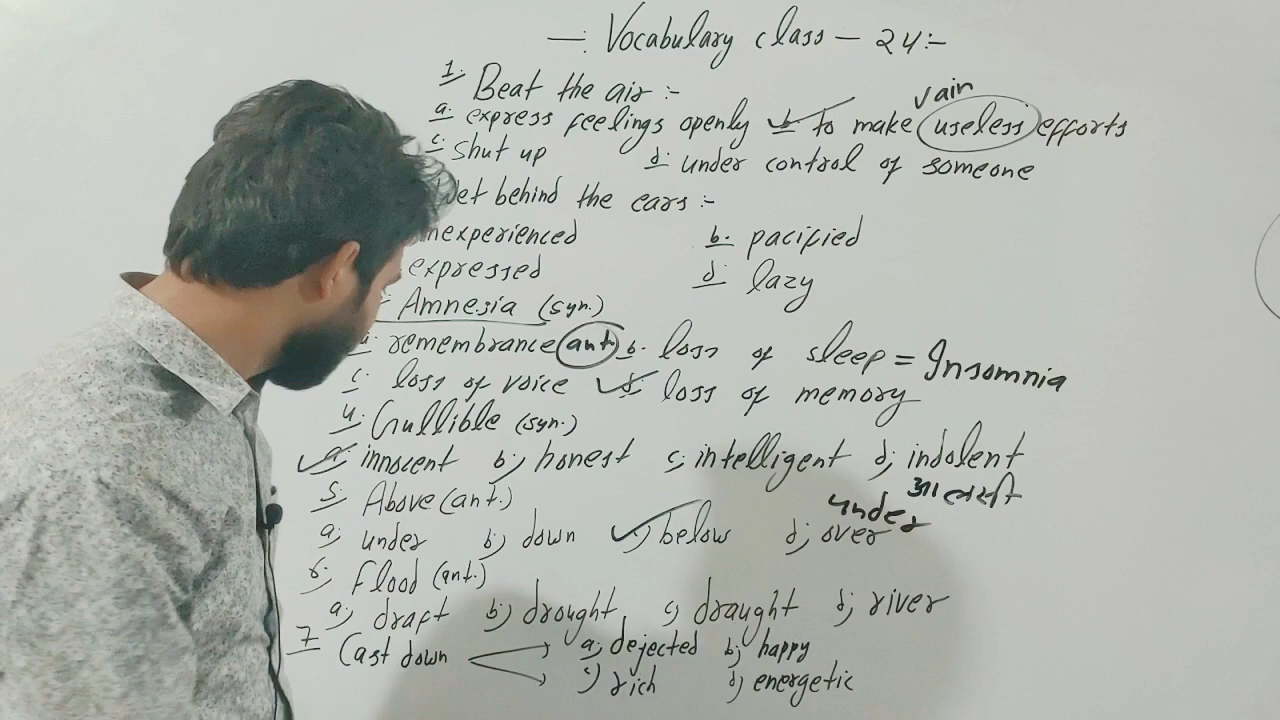 —: Vocabulary class — 24:-
1. Beat the air :-
vain
a. express feelings openly b. to make useless efforts
c. shut up d. under control of someone
Wet behind the ears :-
inexperienced b. pacified
expressed d. lazy
Amnesia (syn.)
a. remembrance (ant) b. loss of sleep = Insomnia
c. loss of voice d. loss of memory
4. Gullible (syn.)
a. innocent b) honest c) intelligent d) indolent
आलसी
5. Above (ant.)
under
a) under b) down c) below d) over
6. Flood (ant.)
a) draft b) drought c) draught d) river
7 Cast down a) dejected b) happy
c) rich d) energetic